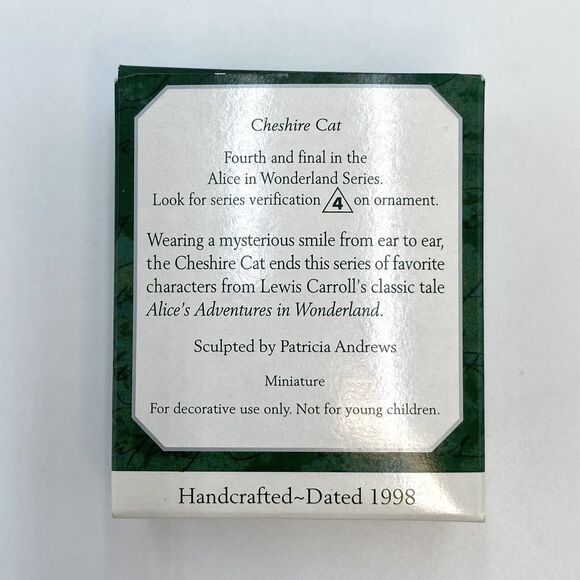 Cheshire Cat
Fourth and final in the
Alice in Wonderland Series.
Look for series verification 4 on ornament.
Wearing a mysterious smile from ear to ear,
the Cheshire Cat ends this series of favorite
characters from Lewis Carroll's classic tale
Alice's Adventures in Wonderland.
Sculpted by Patricia Andrews
Miniature
For decorative use only. Not for young children.
Handcrafted~Dated 1998